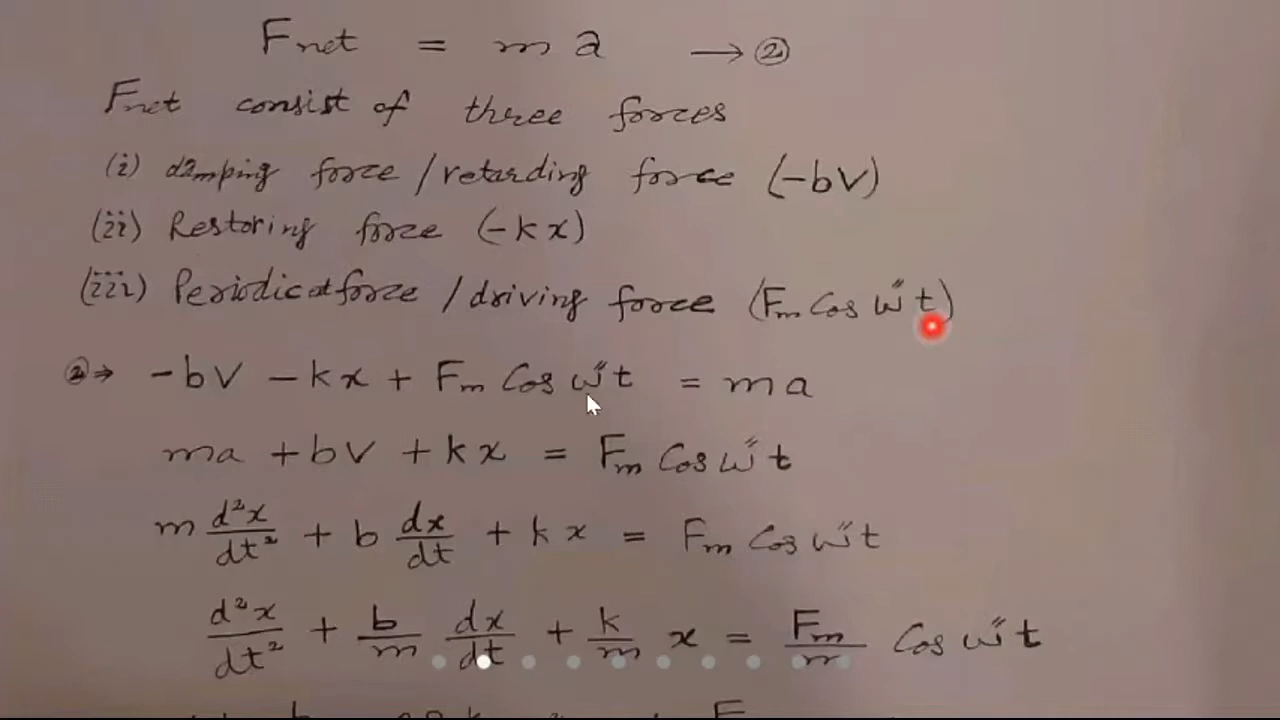 Fnet = ma → ②
Fnet consist of three forces
(i) damping force / retarding force (-bv)
(ii) Restoring force (-kx)
(iii) Periodical force / driving force (Fm Cos ω″t)
②⇒ -bv - kx + Fm Cos ω″t = ma
ma + bv + kx = Fm Cos ω″t
m d²x/dt² + b dx/dt + kx = Fm Cos ω″t
d²x/dt² + b/m dx/dt + k/m x = Fm/m Cos ω″t